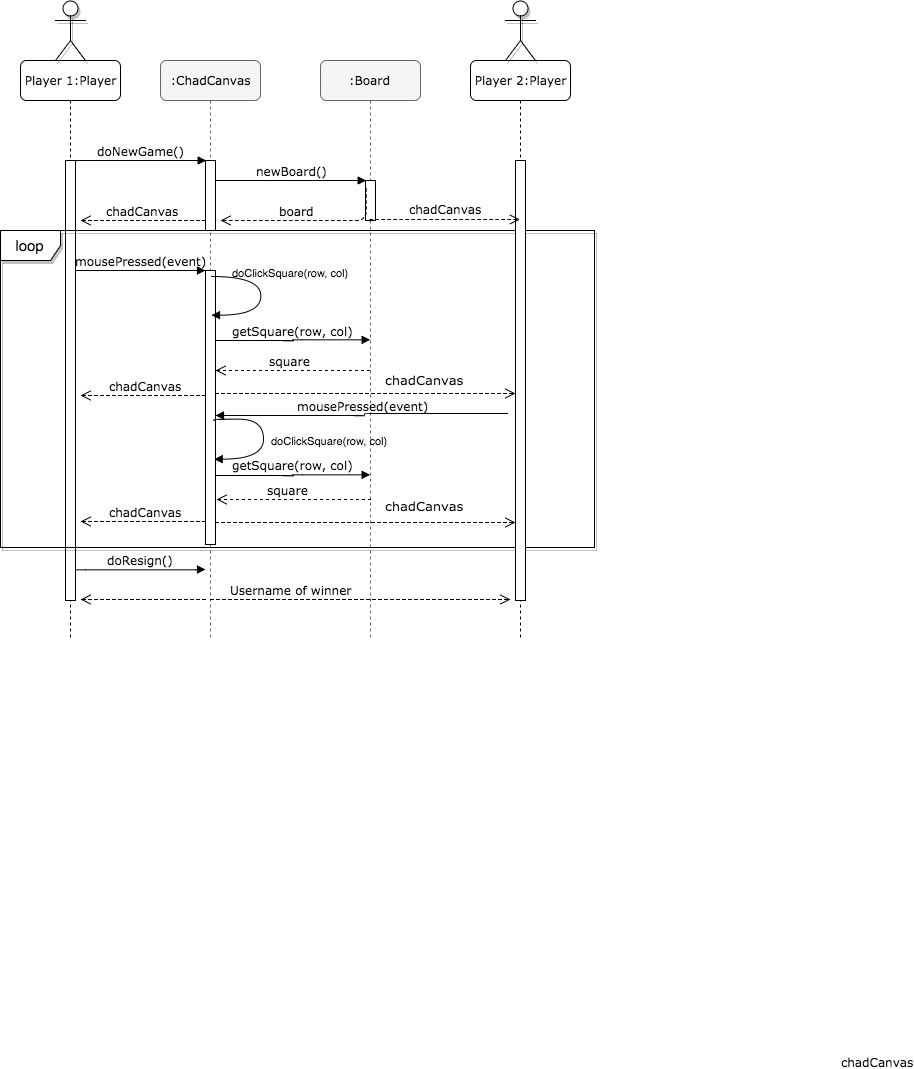 Player 1:Player
:ChadCanvas
:Board
Player 2:Player
doNewGame()
newBoard()
chadCanvas
board
chadCanvas
loop
mousePressed(event)
doClickSquare(row, col)
getSquare(row, col)
square
chadCanvas
chadCanvas
mousePressed(event)
doClickSquare(row, col)
getSquare(row, col)
square
chadCanvas
chadCanvas
doResign()
Username of winner
chadCanvas